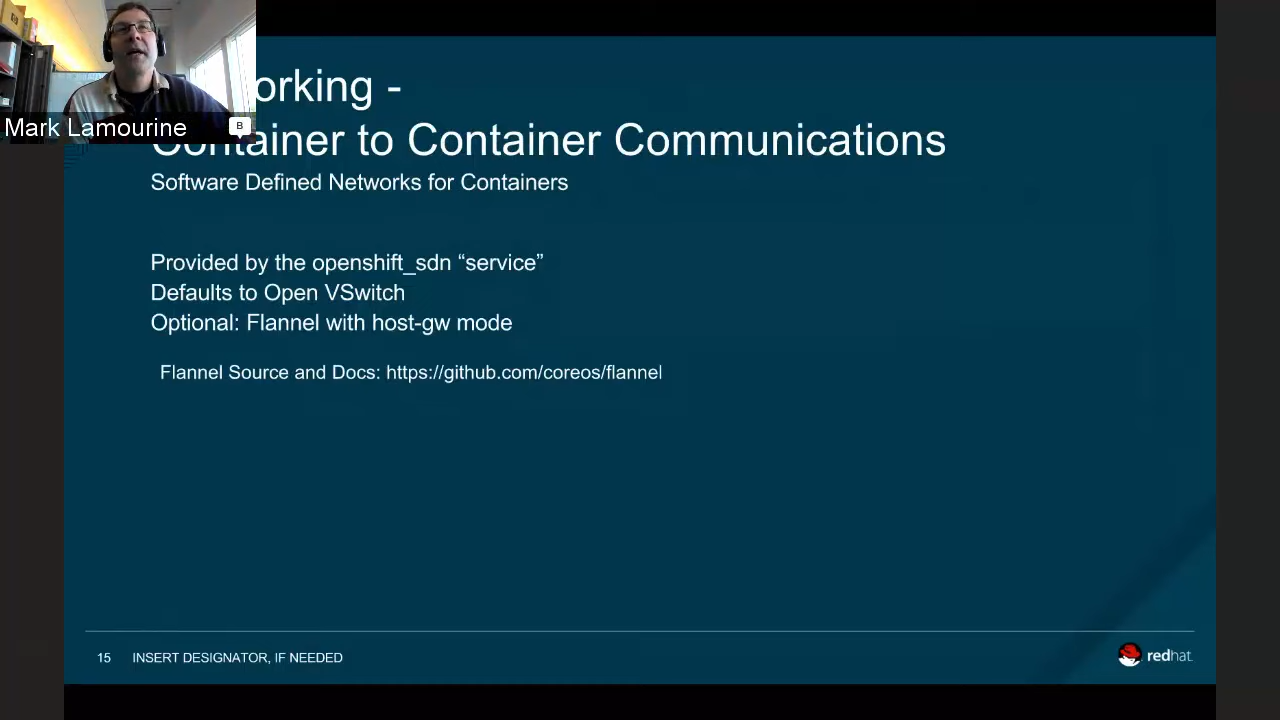 Mark Lamourine
B
orking -
Container to Container Communications
Software Defined Networks for Containers
Provided by the openshift_sdn “service”
Defaults to Open VSwitch
Optional: Flannel with host-gw mode
Flannel Source and Docs: https://github.com/coreos/flannel
15 INSERT DESIGNATOR, IF NEEDED
redhat.